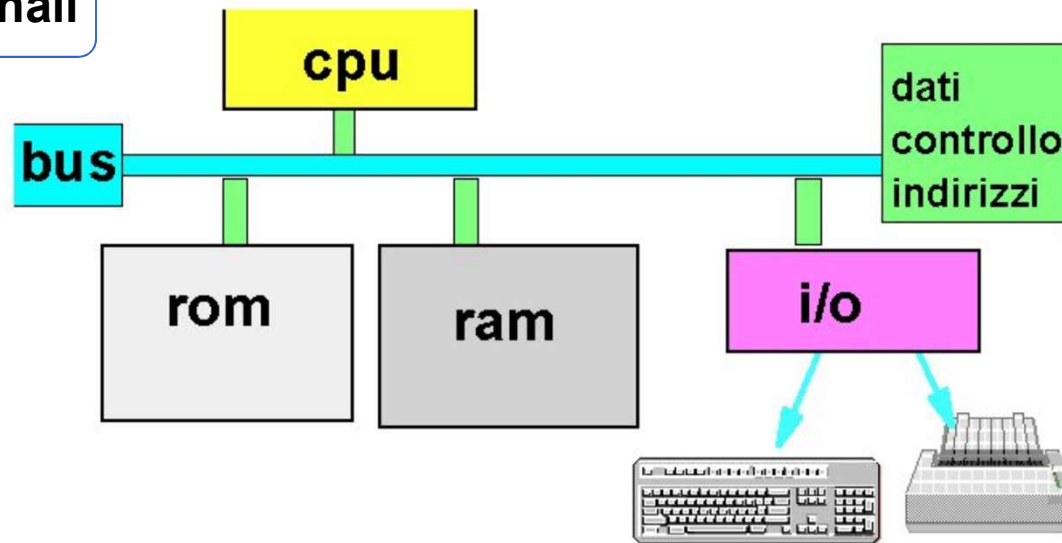 cpu
dati
controllo
indirizzi
bus
rom
ram
i/o